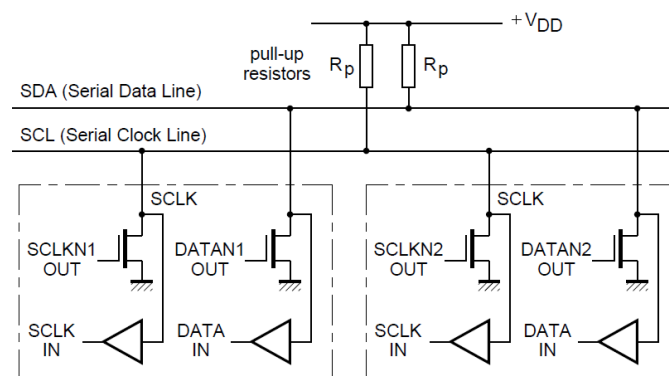 +VDD
pull-up
resistors
Rp
Rp
SDA (Serial Data Line)
SCL (Serial Clock Line)
SCLK
SCLK
SCLKN1
OUT
DATAN1
OUT
SCLKN2
OUT
DATAN2
OUT
SCLK
IN
DATA
IN
SCLK
IN
DATA
IN